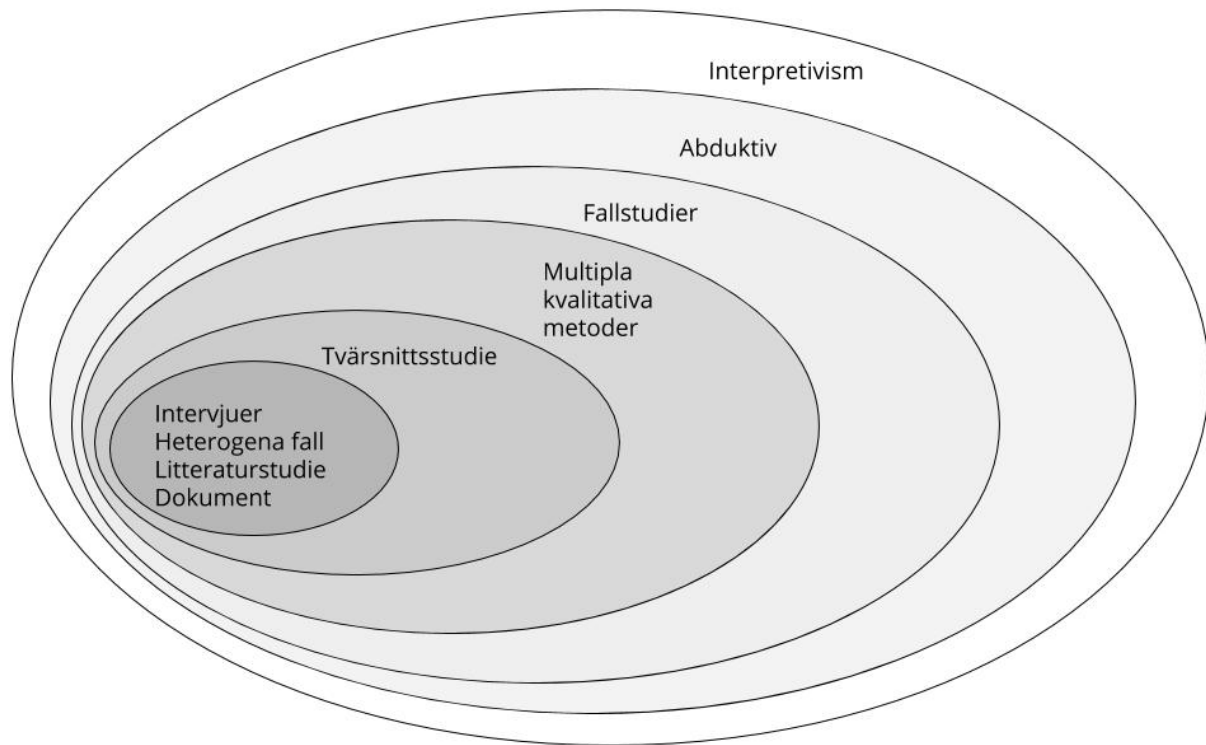 Interpretivism
Abduktiv
Fallstudier
Multipla
kvalitativa
metoder
Tvärsnittsstudie
Intervjuer
Heterogena fall
Litteraturstudie
Dokument